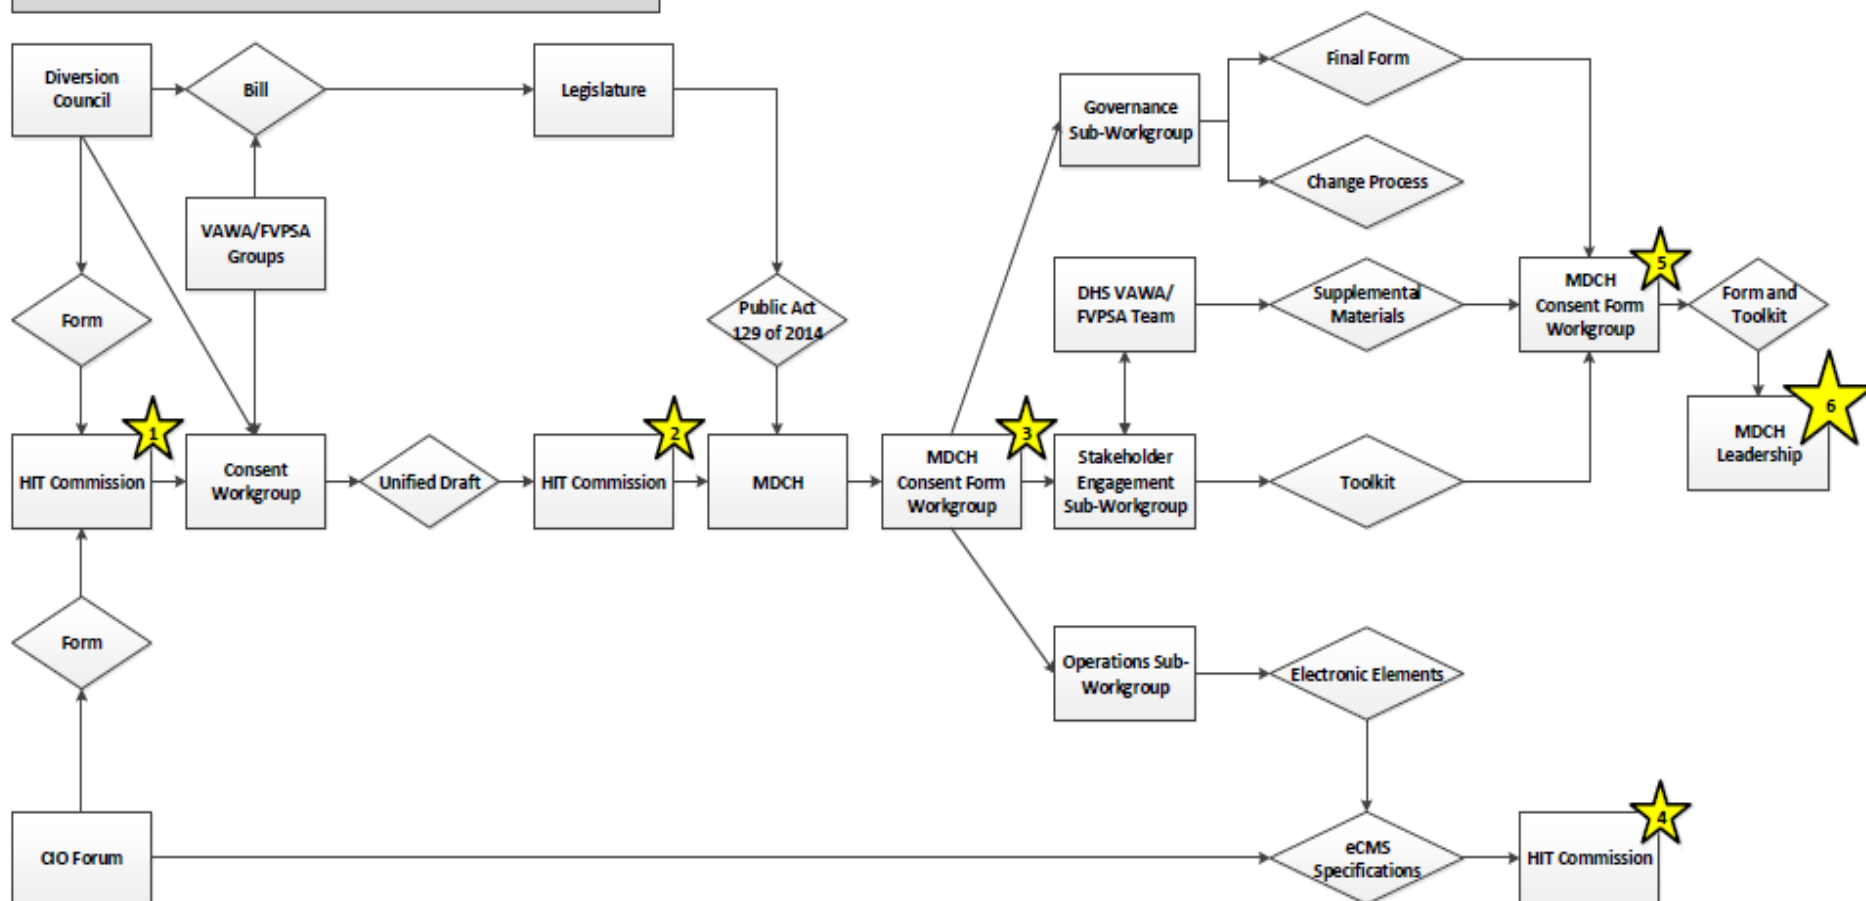 Diversion
Council
Bill
Legislature
Governance
Sub-Workgroup
Final Form
Change Process
VAWA/FVPSA
Groups
Form
Public Act
129 of 2014
DHS VAWA/
FVPSA Team
Supplemental
Materials
MDCH
Consent Form
Workgroup
5
Form and
Toolkit
6
MDCH
Leadership
HIT Commission
1
Consent
Workgroup
Unified Draft
HIT Commission
2
MDCH
MDCH
Consent Form
Workgroup
3
Stakeholder
Engagement
Sub-Workgroup
Toolkit
Form
Operations Sub-
Workgroup
Electronic Elements
CIO Forum
eCMS
Specifications
HIT Commission
4